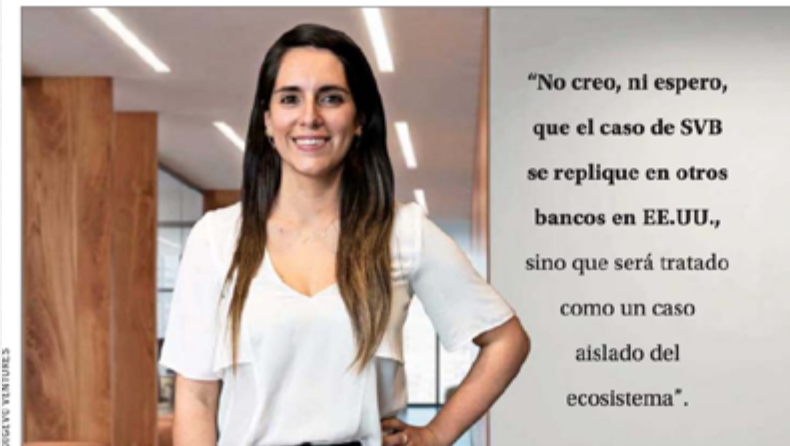 “No creo, ni espero,
que el caso de SVB
se replique en otros
bancos en EE.UU.,
sino que será tratado
como un caso
aislado del
ecosistema”.
VENTURES